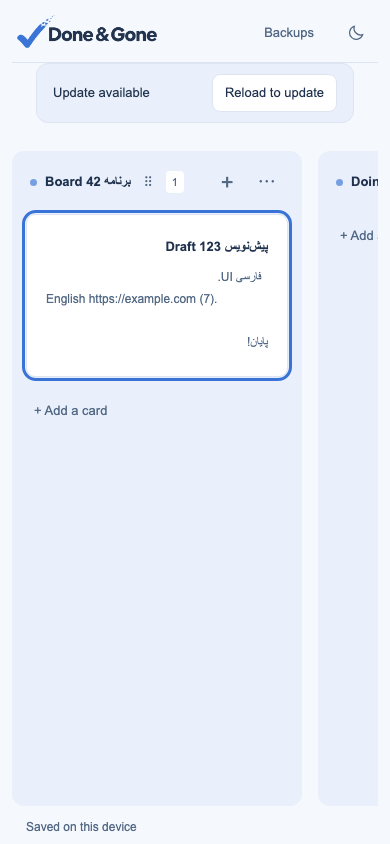 Done & Gone
Backups
Update available
Reload to update
Board 42 برنامه
1
+
...
Doin
پیش‌نویس Draft 123
فارسی UI.
English https://example.com (7).
پایان!
+ Add a card
+ Add
Saved on this device